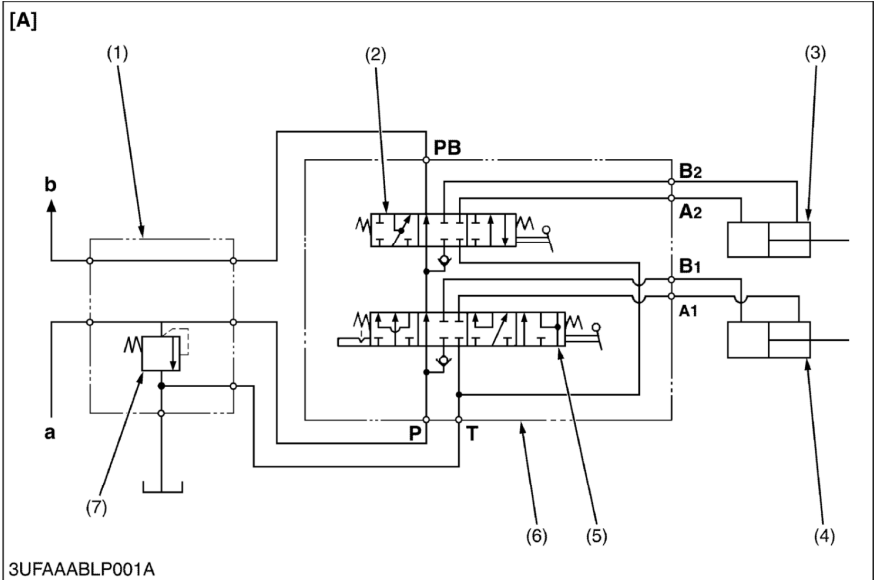 [A]
(1)
(2)
(3)
PB
b
B2
A2
B1
A1
a
P
T
(7)
(6)
(5)
(4)
3UFAAABLP001A